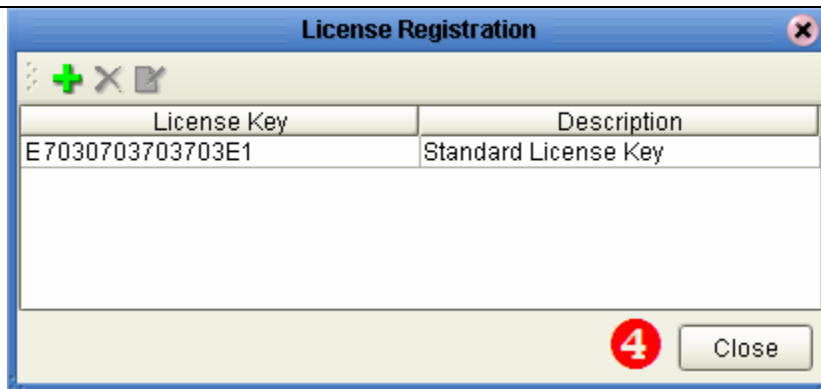 License Registration
License Key Description
E7030703703703E1 Standard License Key
4 Close